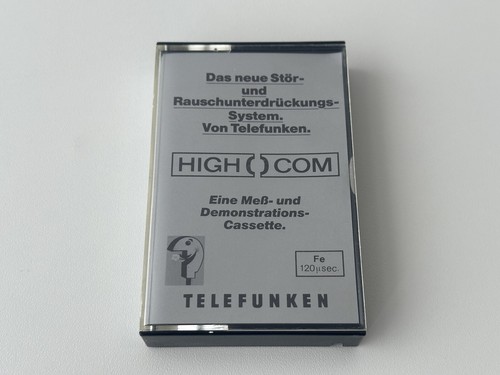 Das neue Stör-
und
Rauschunterdrückungs-
System.
Von Telefunken.
HIGH () COM
Eine Meß- und
Demonstrations-
Cassette.
Fe
120µsec.
TELEFUNKEN